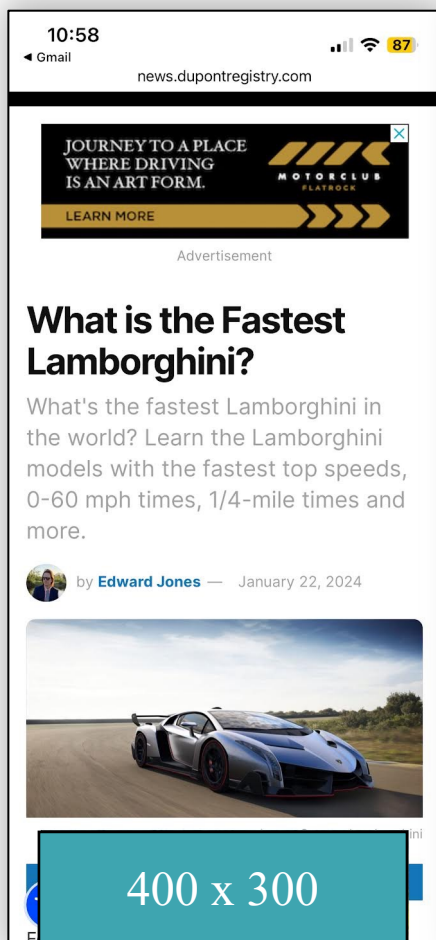 10:58
87
Gmail
news.dupontregistry.com
JOURNEY TO A PLACE
WHERE DRIVING
IS AN ART FORM.
MOTORCLUB
FLATROCK
LEARN MORE
Advertisement
What is the Fastest
Lamborghini?
What's the fastest Lamborghini in
the world? Learn the Lamborghini
models with the fastest top speeds,
0-60 mph times, 1/4-mile times and
more.
by Edward Jones — January 22, 2024
400 x 300